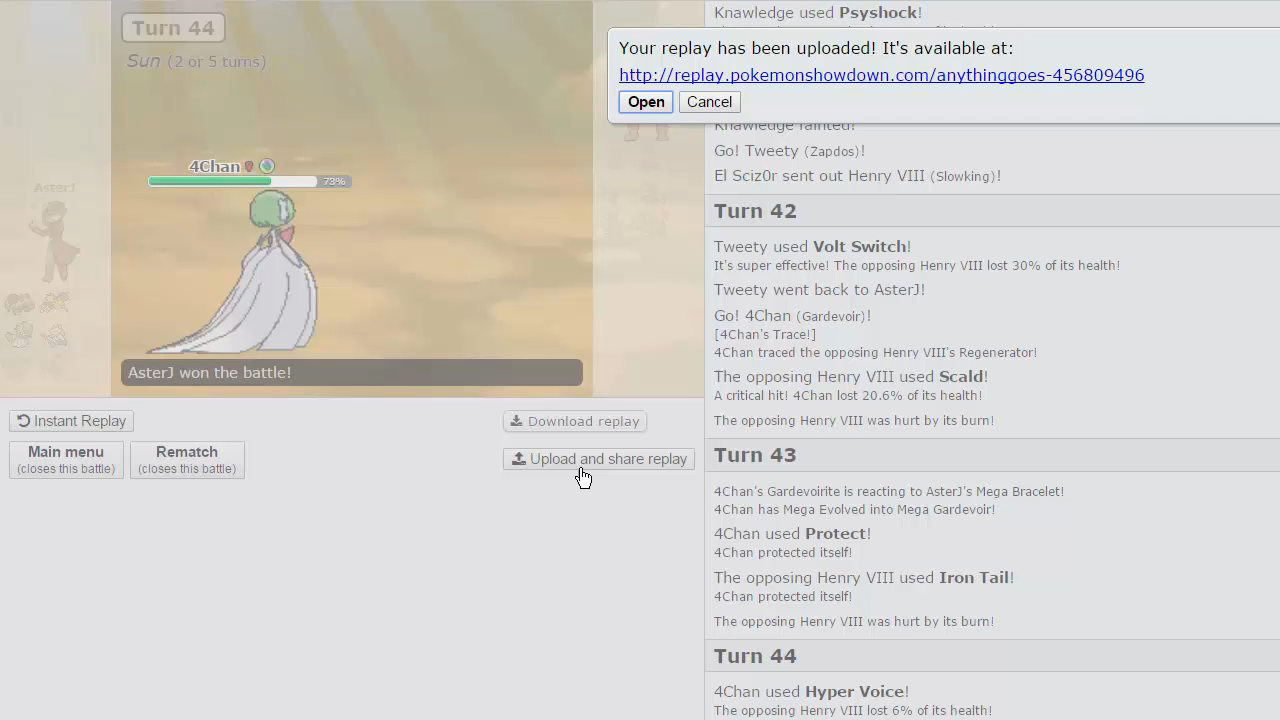 Turn 44
Sun (2 or 5 turns)
4Chan
73%
AsterJ
AsterJ won the battle!
Instant Replay
Main menu
(closes this battle)
Rematch
(closes this battle)
Download replay
Upload and share replay
Knawledge used Psyshock!
Your replay has been uploaded! It's available at:
http://replay.pokemonshowdown.com/anythinggoes-456809496
Open
Cancel
Knawledge fainted!
Go! Tweety (Zapdos)!
El Sciz0r sent out Henry VIII (Slowking)!
Turn 42
Tweety used Volt Switch!
It's super effective! The opposing Henry VIII lost 30% of its health!
Tweety went back to AsterJ!
Go! 4Chan (Gardevoir)!
[4Chan's Trace!]
4Chan traced the opposing Henry VIII's Regenerator!
The opposing Henry VIII used Scald!
A critical hit! 4Chan lost 20.6% of its health!
The opposing Henry VIII was hurt by its burn!
Turn 43
4Chan's Gardevoirite is reacting to AsterJ's Mega Bracelet!
4Chan has Mega Evolved into Mega Gardevoir!
4Chan used Protect!
4Chan protected itself!
The opposing Henry VIII used Iron Tail!
4Chan protected itself!
The opposing Henry VIII was hurt by its burn!
Turn 44
4Chan used Hyper Voice!
The opposing Henry VIII lost 6% of its health!